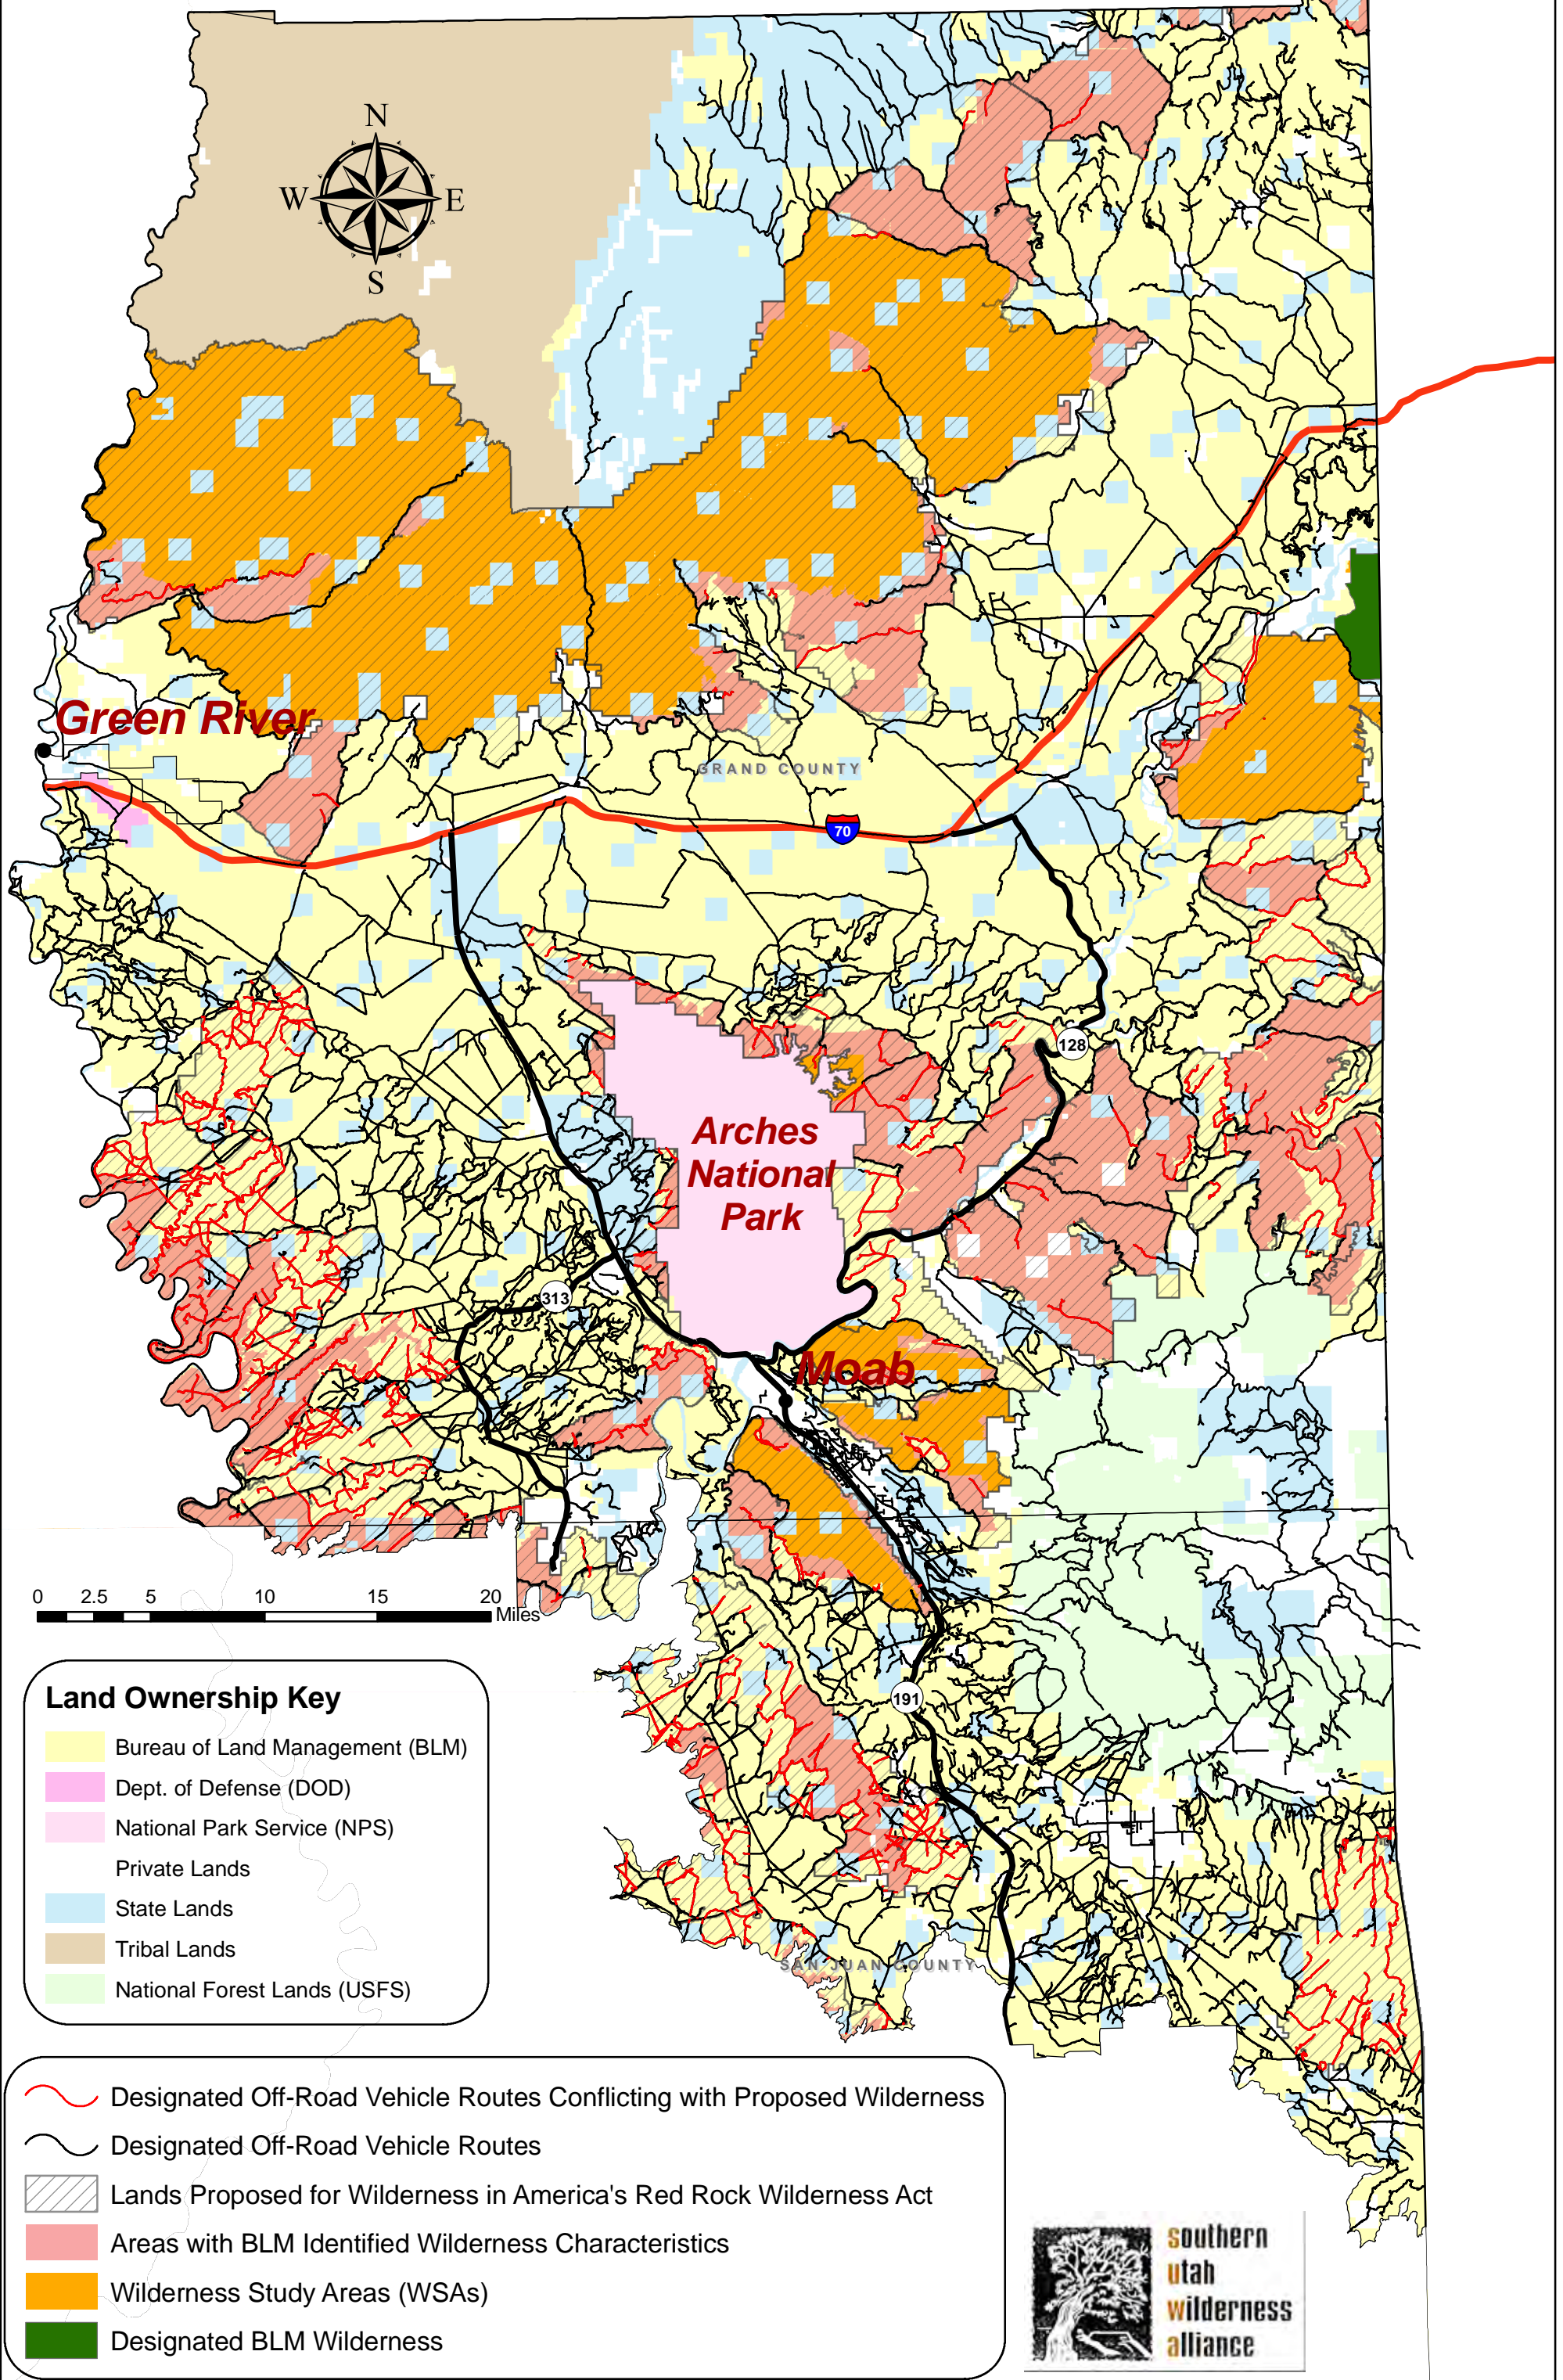 N
W E
S
Green River
GRAND COUNTY
70
128
Arches
National
Park
313
Moab
0 2.5 5 10 15 20
Miles
191
Land Ownership Key
Bureau of Land Management (BLM)
Dept. of Defense (DOD)
National Park Service (NPS)
Private Lands
State Lands
Tribal Lands
National Forest Lands (USFS)
SAN JUAN COUNTY
Designated Off-Road Vehicle Routes Conflicting with Proposed Wilderness
Designated Off-Road Vehicle Routes
Lands Proposed for Wilderness in America's Red Rock Wilderness Act
Areas with BLM Identified Wilderness Characteristics
Wilderness Study Areas (WSAs)
Designated BLM Wilderness
southern
utah
wilderness
alliance